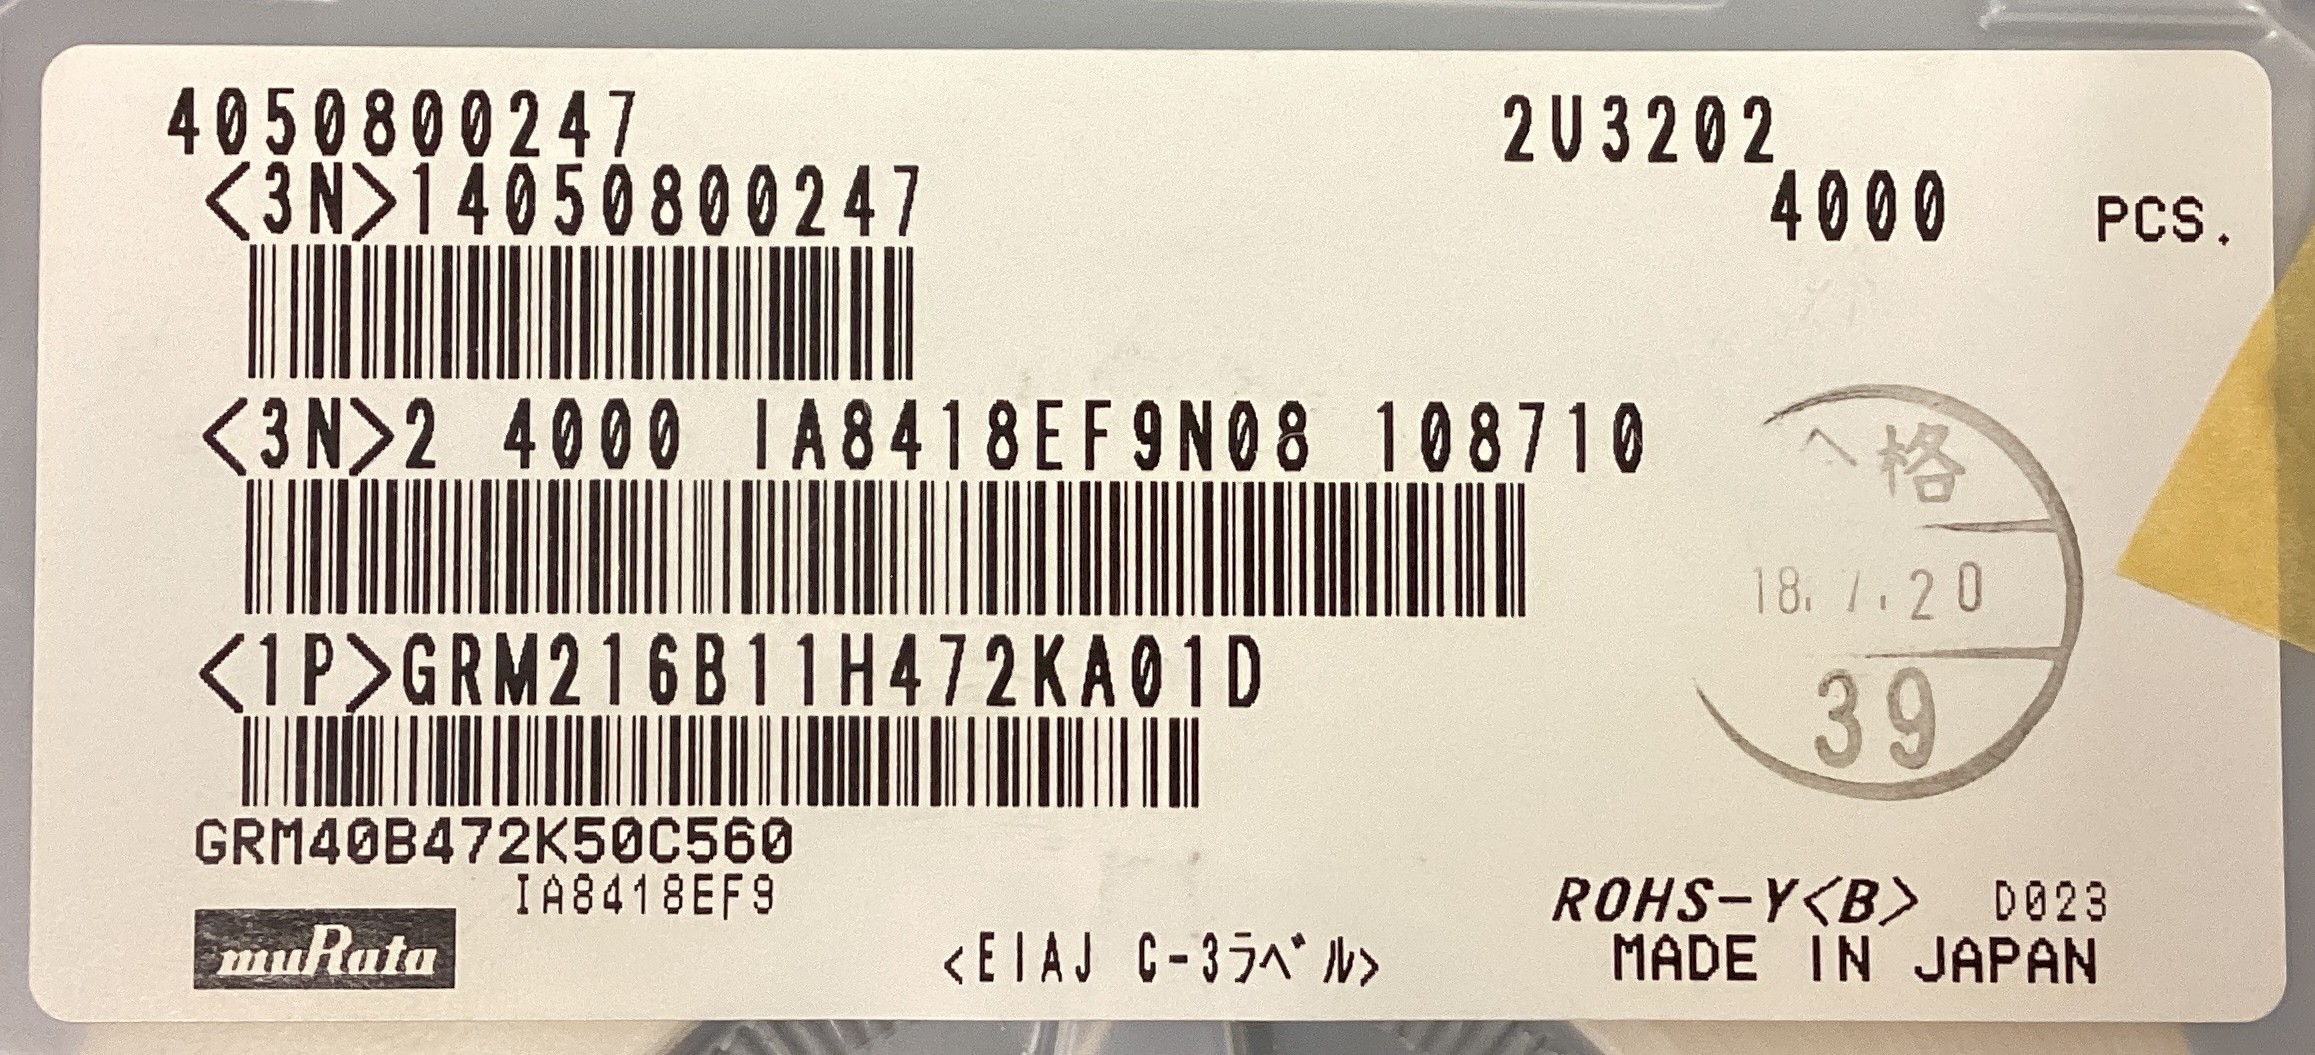 4050800247
2U3202
<3N>14050800247
4000 PCS.
<3N>2 4000 IA8418EF9N08 108710
格
18.7.20
39
<1P>GRM216B11H472KA01D
GRM40B472K50C560
IA8418EF9
muRata
<EIAJ C-3ラベル>
ROHS-Y<B> D023
MADE IN JAPAN